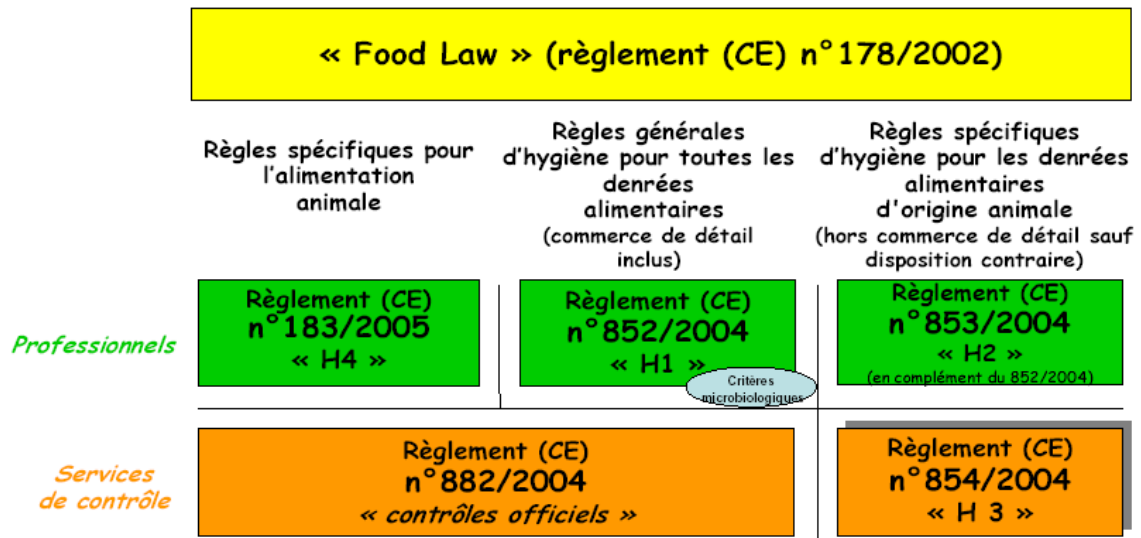 « Food Law » (règlement (CE) n°178/2002)
Règles spécifiques pour
l'alimentation
animale
Règles générales
d'hygiène pour toutes les
denrées
alimentaires
(commerce de détail
inclus)
Règles spécifiques
d'hygiène pour les denrées
alimentaires
d'origine animale
(hors commerce de détail sauf
disposition contraire)
Professionnels
Règlement (CE)
n°183/2005
« H4 »
Règlement (CE)
n°852/2004
« H1 »
Critères
microbiologiques
Règlement (CE)
n°853/2004
« H2 »
(en complément du 852/2004)
Services
de contrôle
Règlement (CE)
n°882/2004
« contrôles officiels »
Règlement (CE)
n°854/2004
« H 3 »